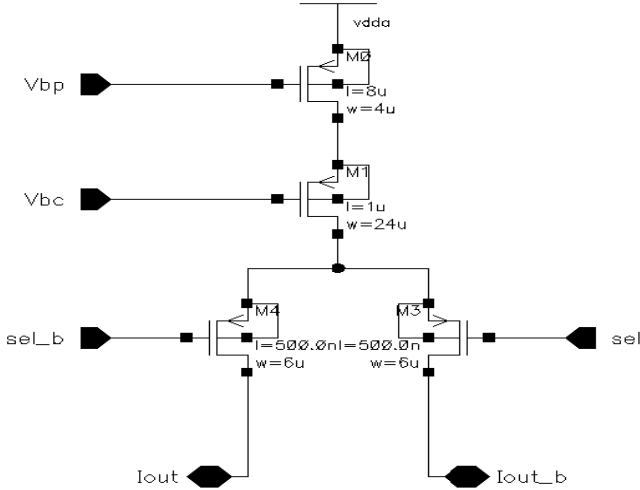 vdda
M0
Vbp
l=8u
w=4u
M1
Vbc
l=1u
w=24u
M4 M3
sel_b sel
l=500.0nl=500.0n
w=6u w=6u
Iout Iout_b